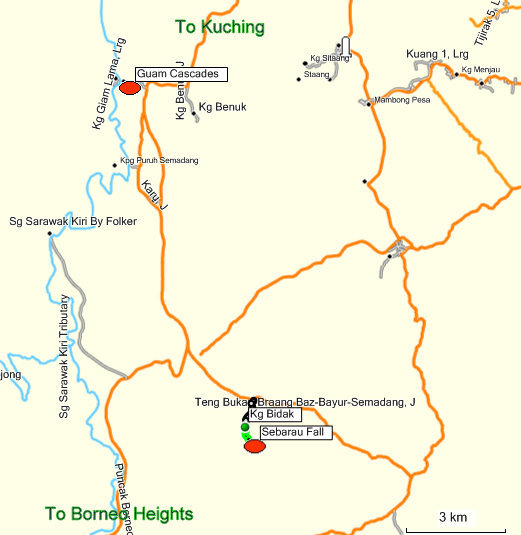 To Kuching
Tijirak 5, L
Kg Sitaang
Kuang 1, Lrg
Staang
Kg Menjau
Guam Cascades
Kg Giam Lama, Lrg
Kg Benuk, J
Kg Benuk
Mambong Pesa
Kpg Puruh Semadang
Karu, J
Sg Sarawak Kiri By Folker
Sg Sarawak Kiri Tributary
jong
Teng Bukap Braang Baz-Bayur-Semadang, J
Kg Bidak
Sebarau Fall
Puncak Borneo
To Borneo Heights
3 km